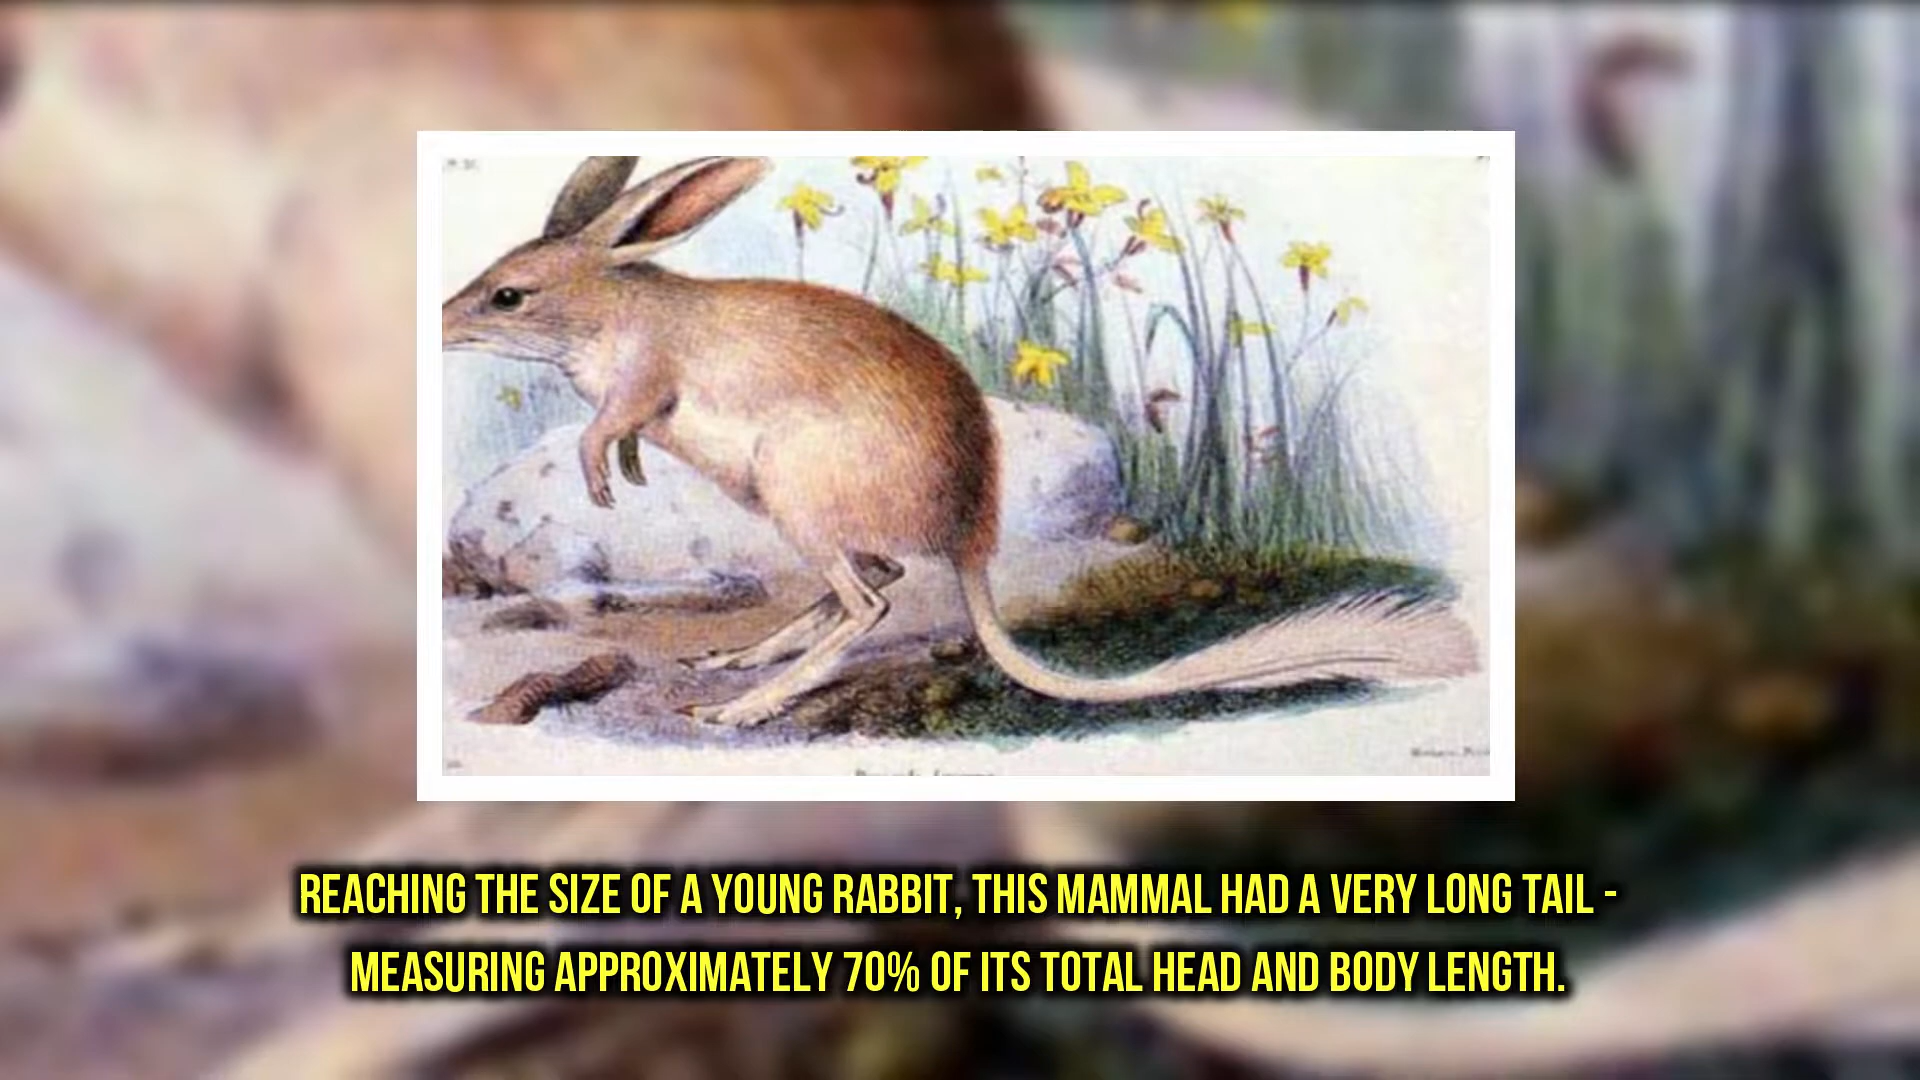 REACHING THE SIZE OF A YOUNG RABBIT, THIS MAMMAL HAD A VERY LONG TAIL -
MEASURING APPROXIMATELY 70% OF ITS TOTAL HEAD AND BODY LENGTH.